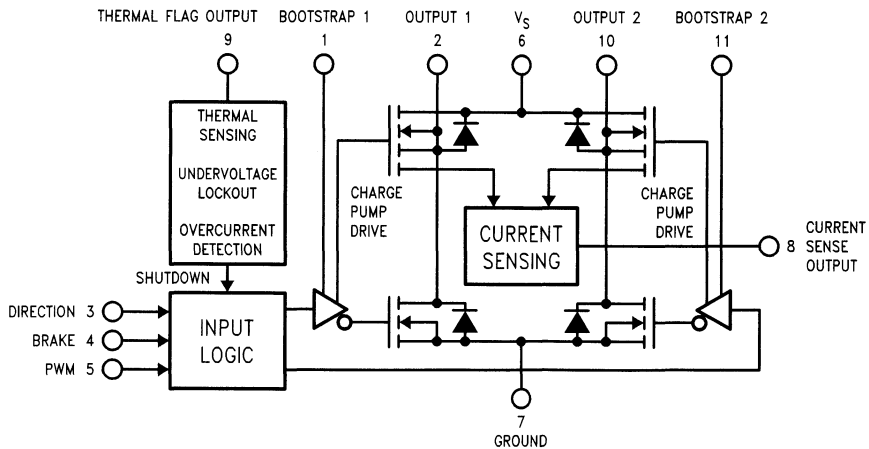 THERMAL FLAG OUTPUT
9
BOOTSTRAP 1
1
OUTPUT 1
2
VS
6
OUTPUT 2
10
BOOTSTRAP 2
11
THERMAL
SENSING
UNDERVOLTAGE
LOCKOUT
OVERCURRENT
DETECTION
CHARGE
PUMP
DRIVE
CHARGE
PUMP
DRIVE
CURRENT
SENSING
8 CURRENT
SENSE
OUTPUT
SHUTDOWN
DIRECTION 3
BRAKE 4
PWM 5
INPUT
LOGIC
7
GROUND